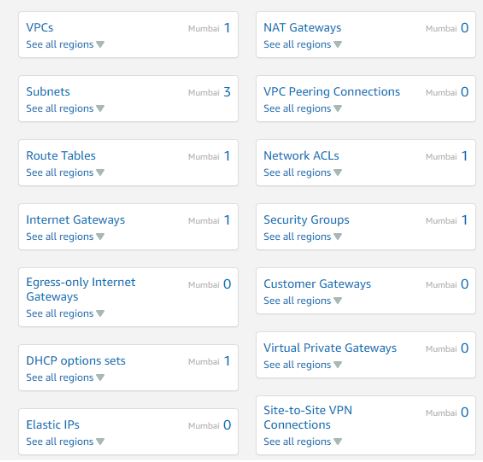 VPCs Mumbai 1
See all regions
Subnets Mumbai 3
See all regions
Route Tables Mumbai 1
See all regions
Internet Gateways Mumbai 1
See all regions
Egress-only Internet Mumbai 0
Gateways
See all regions
DHCP options sets Mumbai 1
See all regions
Elastic IPs Mumbai 0
See all regions
NAT Gateways Mumbai 0
See all regions
VPC Peering Connections Mumbai 0
See all regions
Network ACLs Mumbai 1
See all regions
Security Groups Mumbai 1
See all regions
Customer Gateways Mumbai 0
See all regions
Virtual Private Gateways Mumbai 0
See all regions
Site-to-Site VPN Mumbai 0
Connections
See all regions